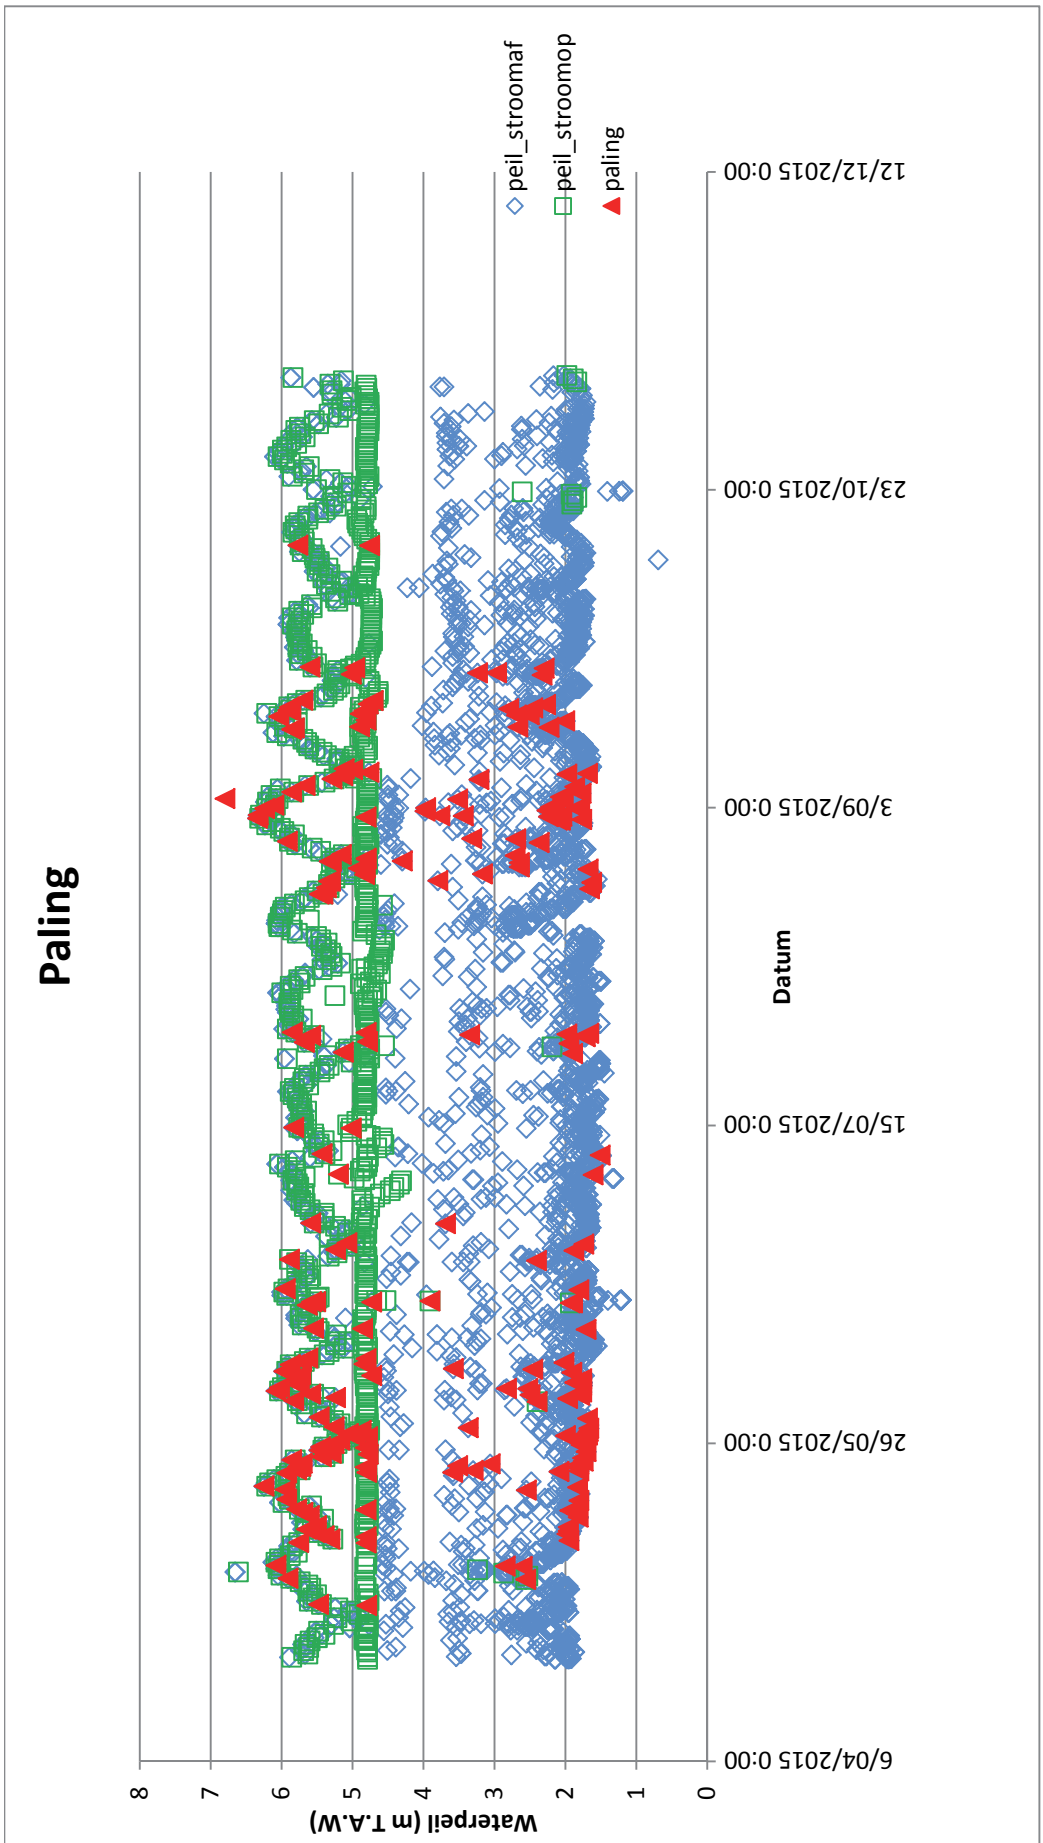 Paling
8
7
6
5
4
3
2
1
0
Waterpeil (m T.A.W)
6/04/2015 0:00
26/05/2015 0:00
15/07/2015 0:00
3/09/2015 0:00
23/10/2015 0:00
12/12/2015 0:00
Datum
peil_stroomaf
peil_stroomop
paling